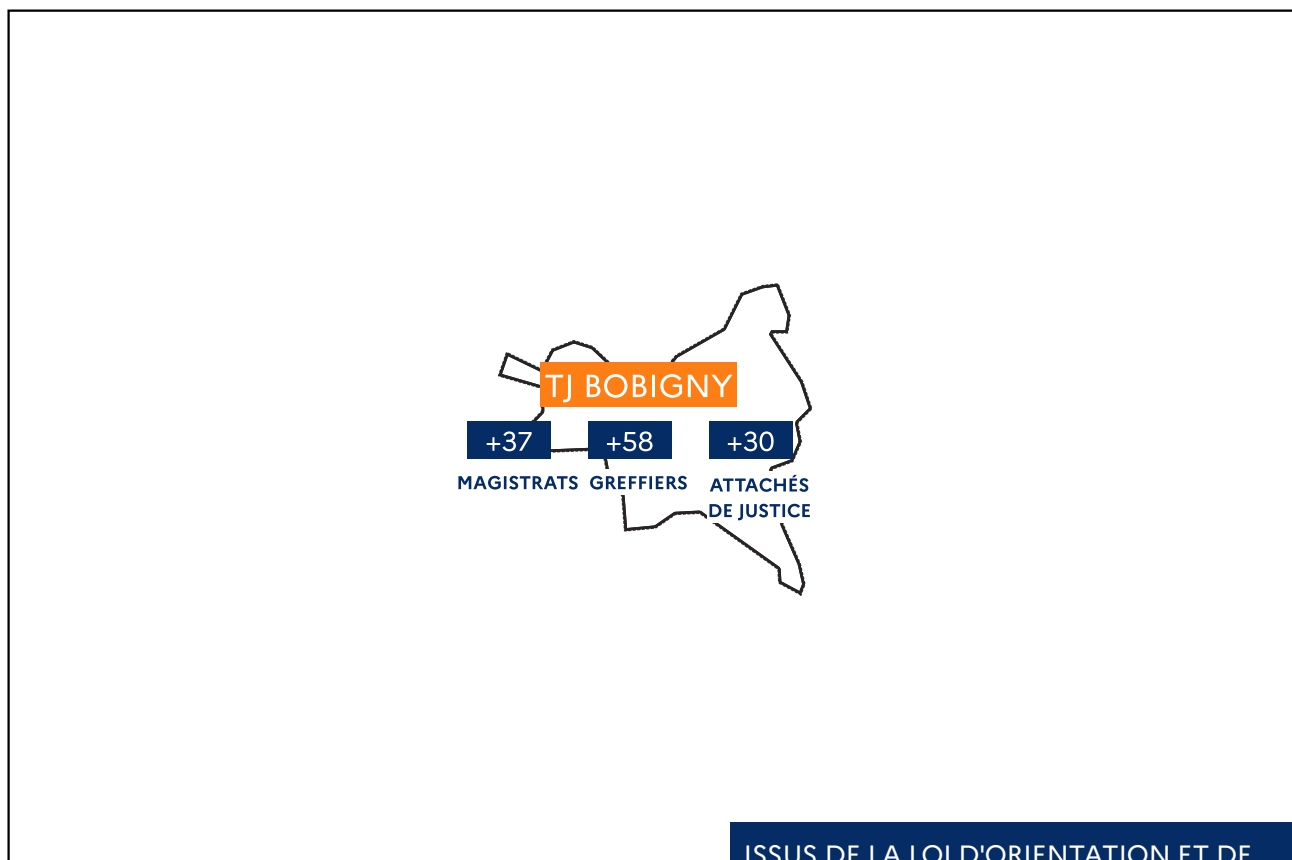 TJ BOBIGNY
+37 +58 +30
MAGISTRATS GREFFIERS ATTACHÉS
DE JUSTICE
ISSUS DE LA LOI D'ORIENTATION ET DE